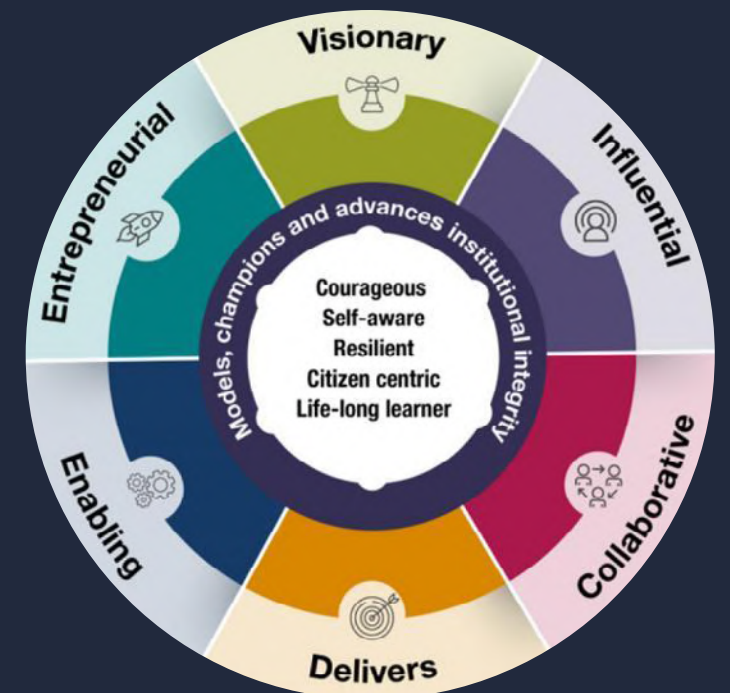 Visionary
Influential
Collaborative
Delivers
Enabling
Entrepreneurial
Models, champions and advances institutional integrity
Courageous
Self-aware
Resilient
Citizen centric
Life-long learner